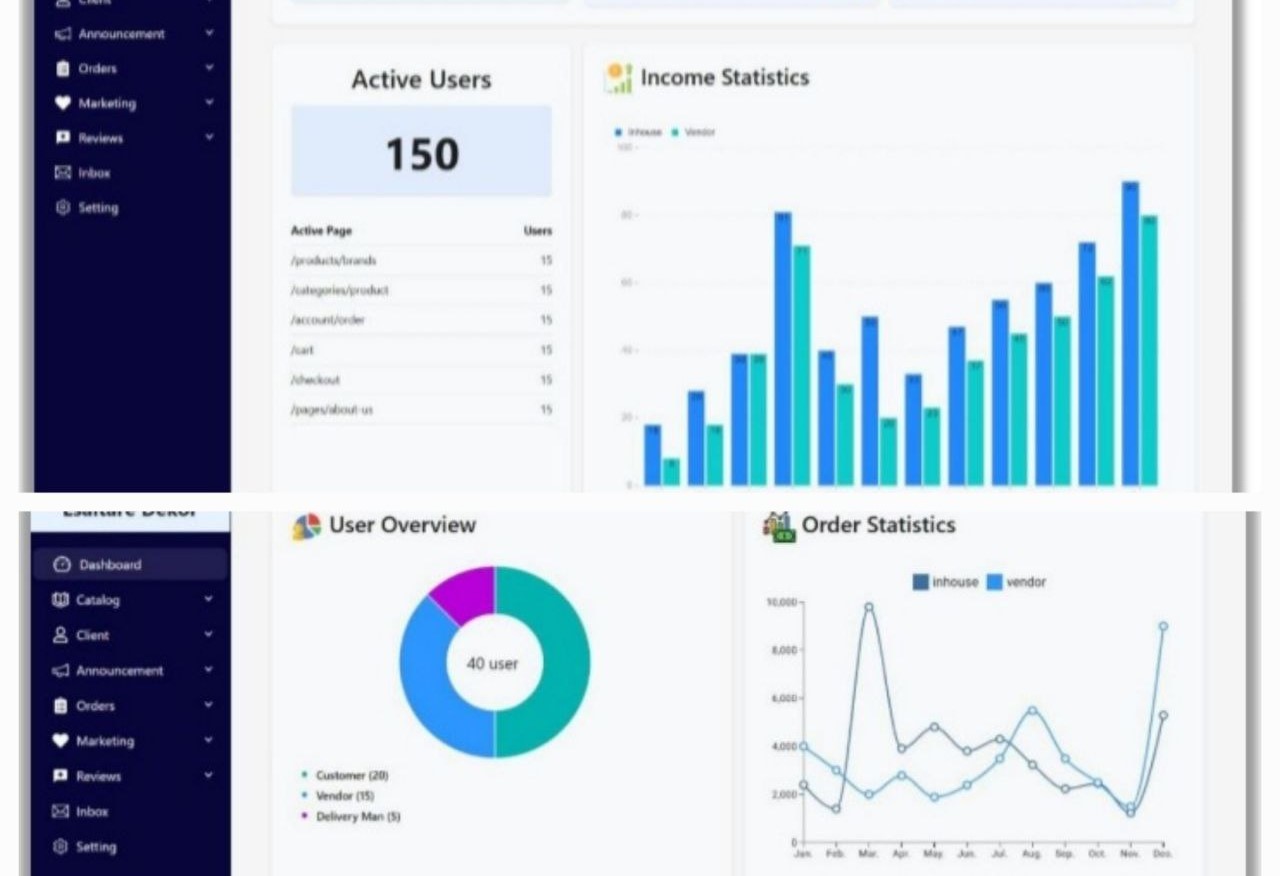 Client
Announcement
Orders
Marketing
Reviews
Inbox
Setting
Active Users
150
Active Page Users
/products/brands 15
/categories/product 15
/account/order 15
/cart 15
/checkout 15
/pages/about-us 15
Income Statistics
Inhouse Vendor
100
80
60
40
20
0
Dashboard
Catalog
Client
Announcement
Orders
Marketing
Reviews
Inbox
Setting
User Overview
40 user
Customer (20)
Vendor (15)
Delivery Man (5)
Order Statistics
inhouse vendor
10,000
8,000
6,000
4,000
2,000
0
Jan. Feb. Mar. Apr. May. Jun. Jul. Aug. Sep. Oct. Nov. Dec.